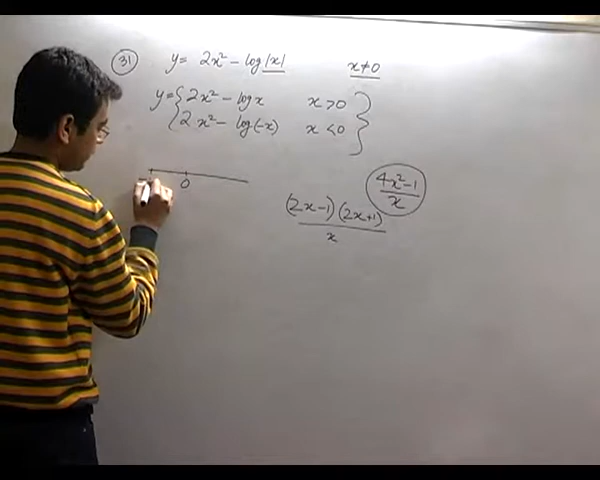 31 y = 2x² - log|x| x ≠ 0
y = { 2x² - log x x > 0
2x² - log(-x) x < 0 }
4x²-1 / x
0
(2x-1)(2x+1) / x